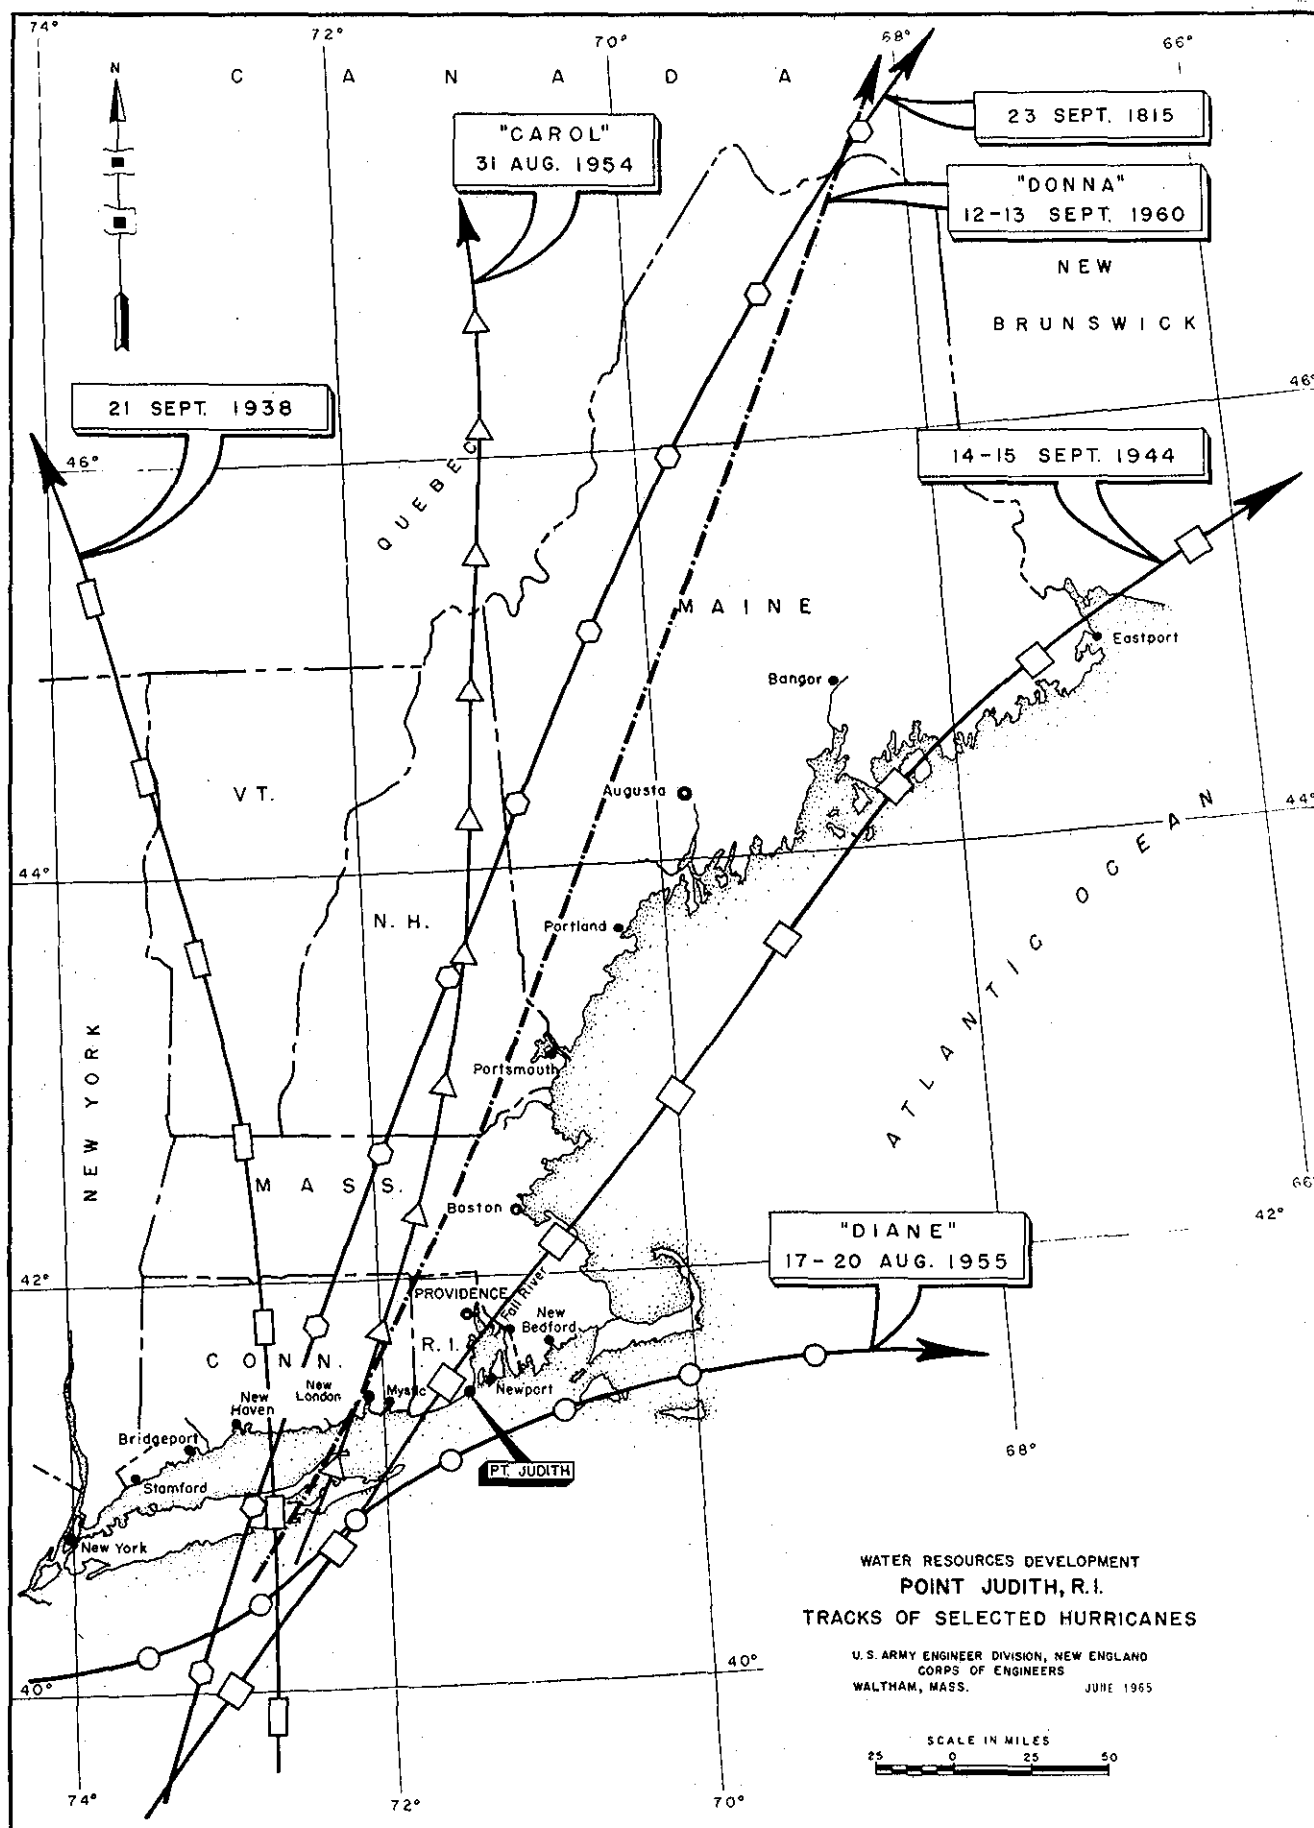 74°
72°
70°
68°
66°
N
C A N A D A
"CAROL"
31 AUG. 1954
23 SEPT. 1815
"DONNA"
12-13 SEPT. 1960
NEW
BRUNSWICK
21 SEPT. 1938
46°
46°
QUEBEC
14-15 SEPT. 1944
MAINE
Eastport
Bangor
VT.
Augusta
44°
44°
N. H.
Portland
ATLANTIC OCEAN
NEW YORK
Portsmouth
MASS.
Boston
66°
42°
"DIANE"
17-20 AUG. 1955
42°
PROVIDENCE
Fall River
New
Bedford
R. I.
CONN.
New
London
Mystic
Newport
New
Haven
Bridgeport
68°
PT. JUDITH
Stamford
New York
WATER RESOURCES DEVELOPMENT
POINT JUDITH, R.I.
TRACKS OF SELECTED HURRICANES
U.S. ARMY ENGINEER DIVISION, NEW ENGLAND
CORPS OF ENGINEERS
WALTHAM, MASS. JUNE 1965
40°
40°
SCALE IN MILES
25 0 25 50
74°
72°
70°